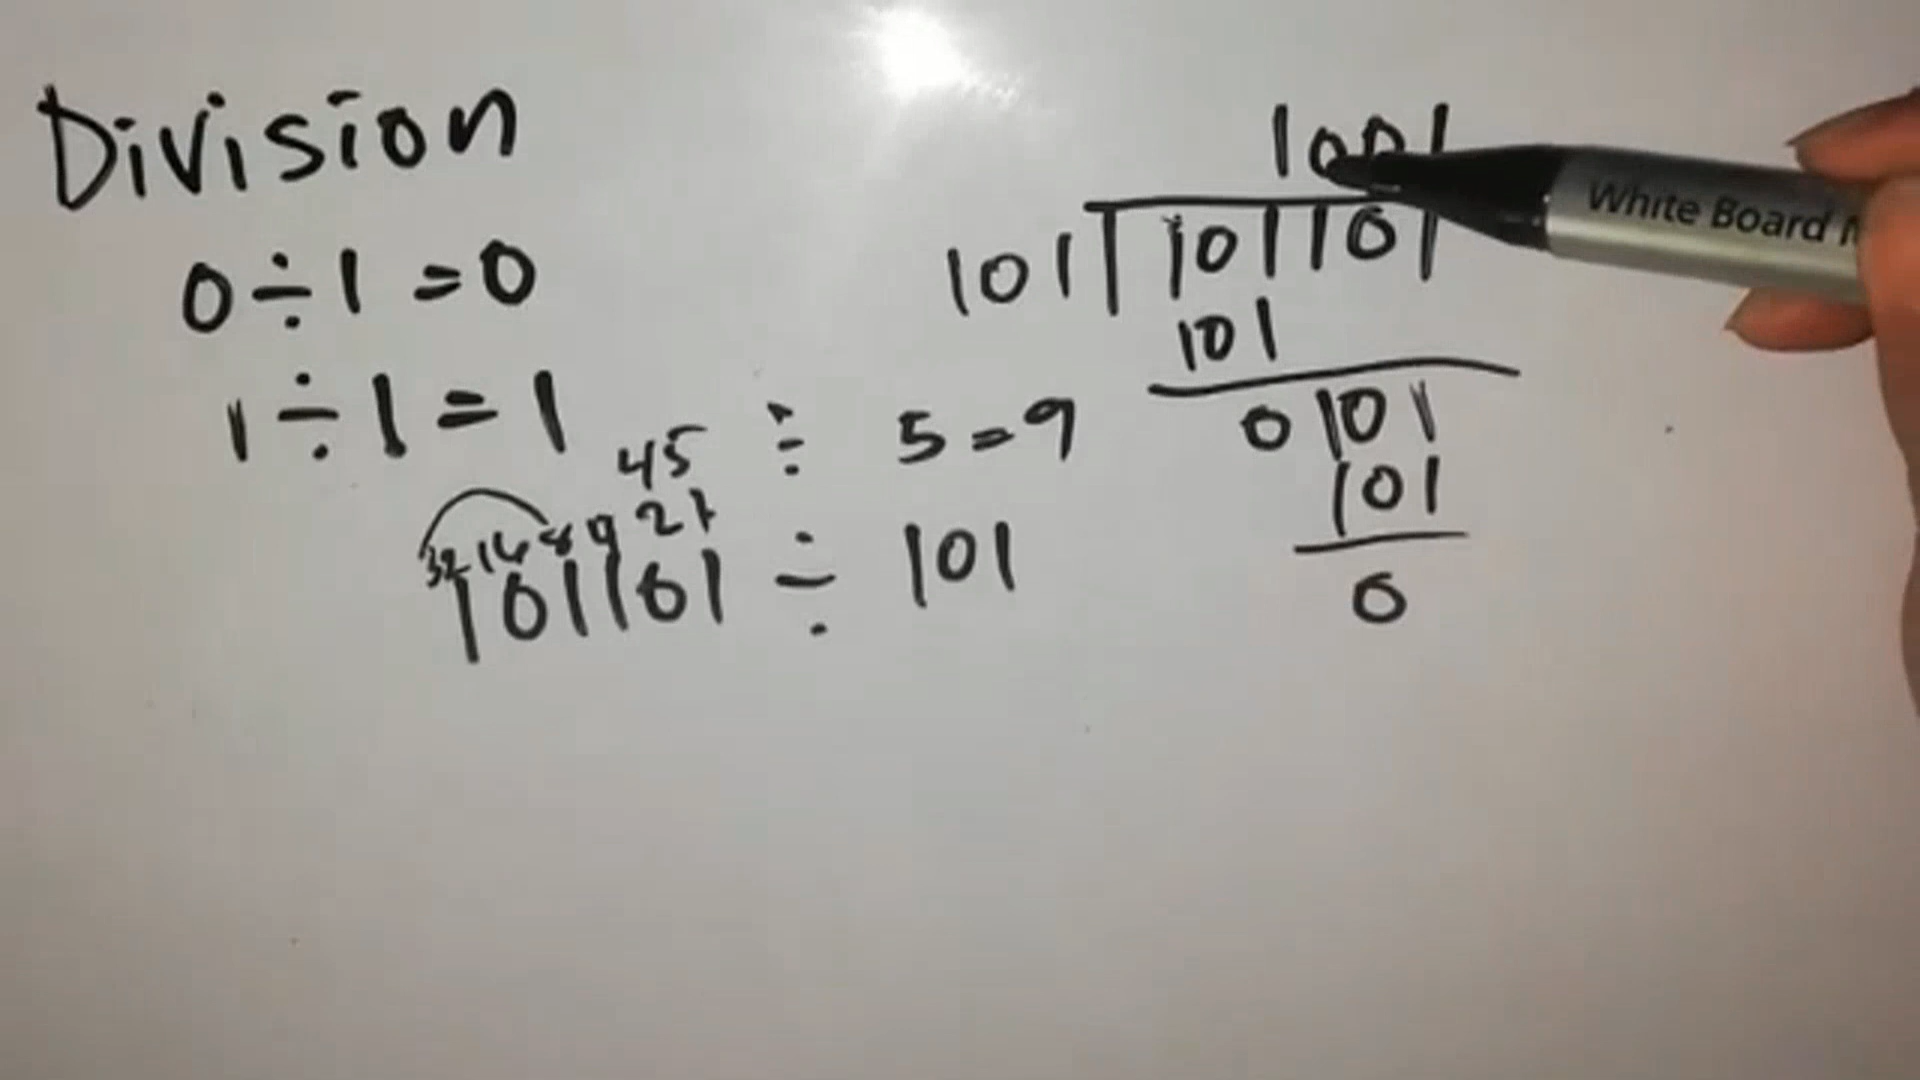 Division
0 ÷ 1 = 0
1 ÷ 1 = 1
45 ÷ 5 = 9
32 16 8 4 2 1
101101 ÷ 101
1001
101 101101
101
0101
101
0
White Board